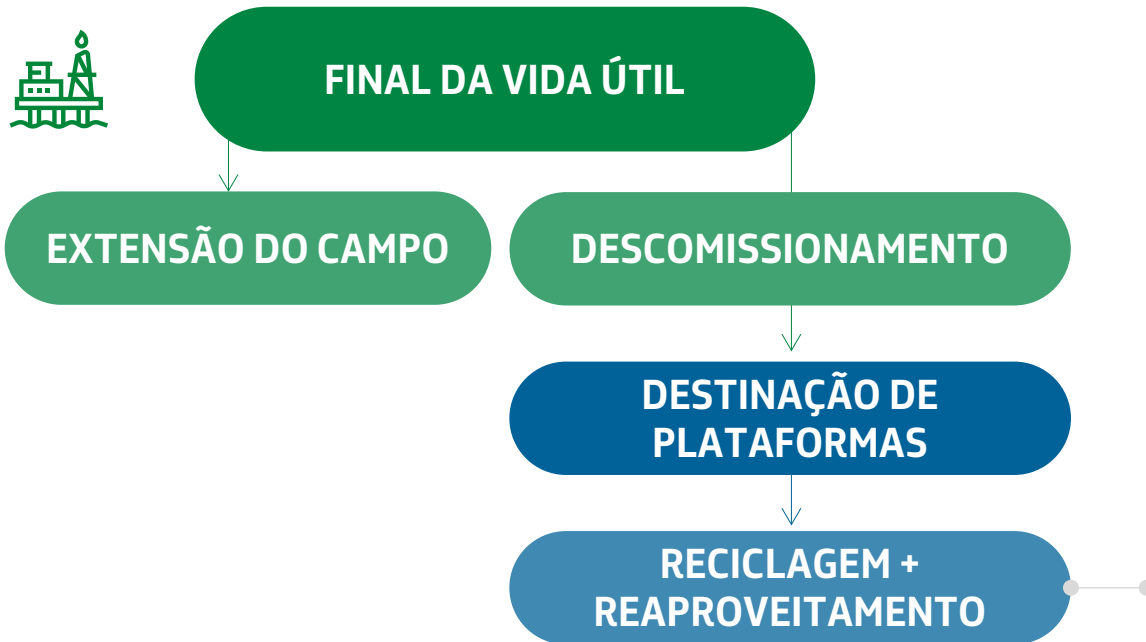 FINAL DA VIDA ÚTIL
EXTENSÃO DO CAMPO
DESCOMISSIONAMENTO
DESTINAÇÃO DE
PLATAFORMAS
RECICLAGEM +
REAPROVEITAMENTO